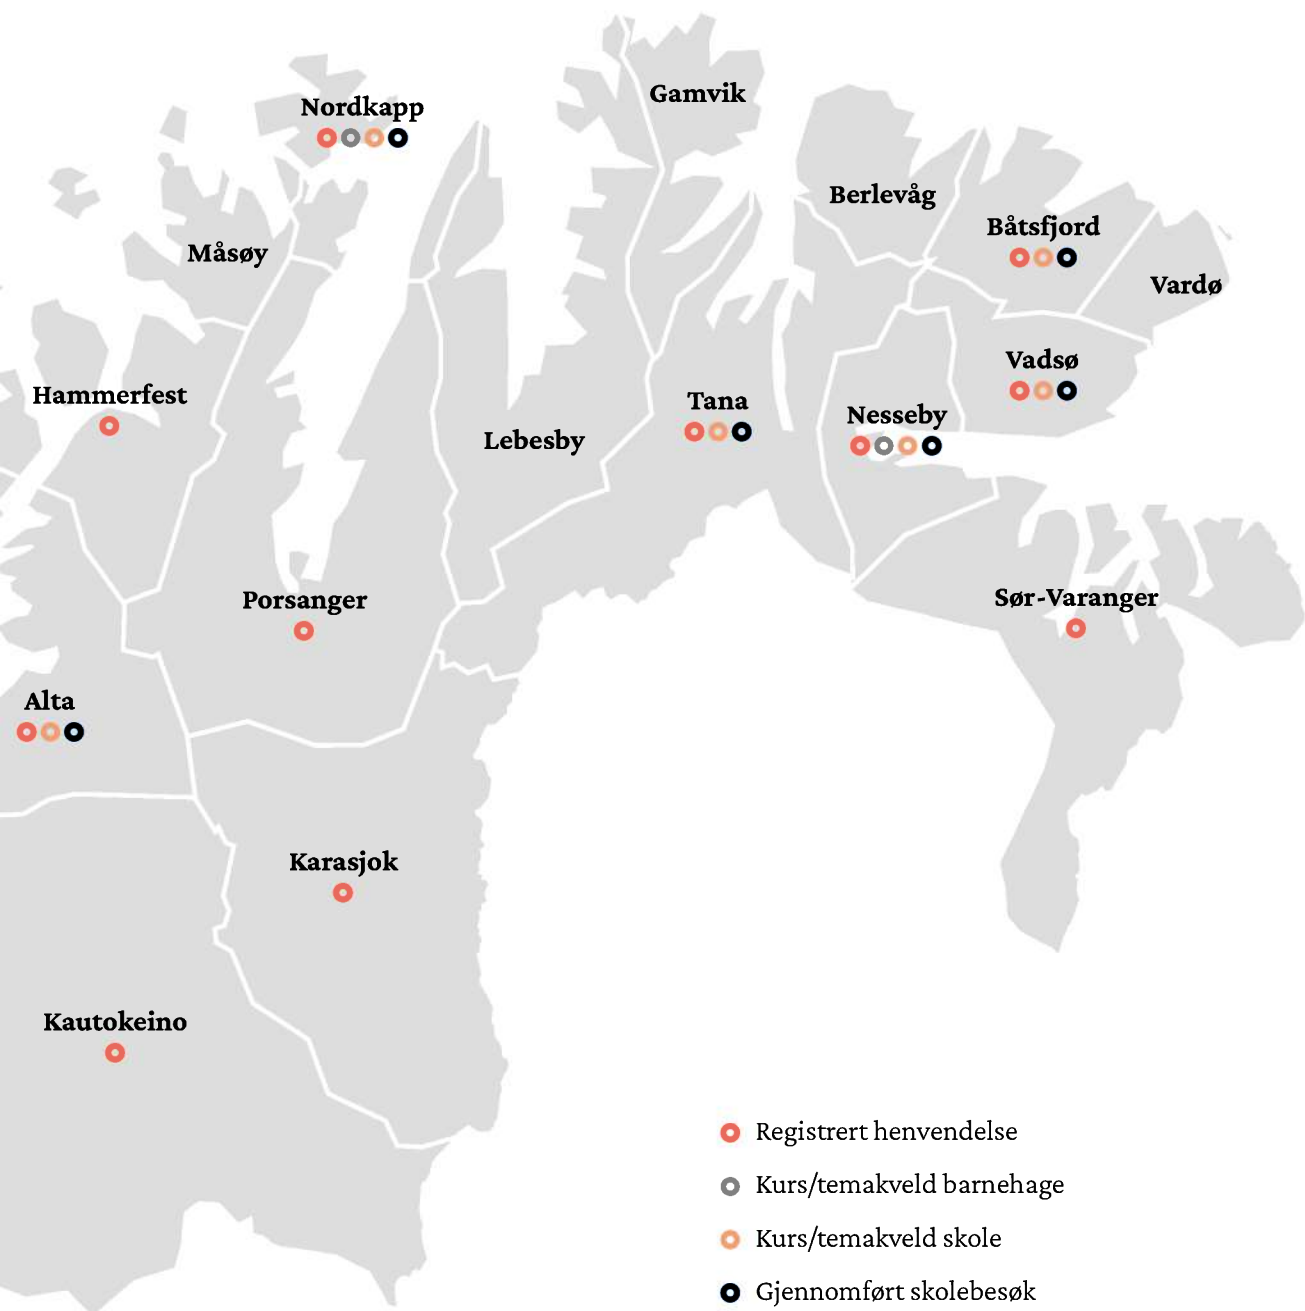 Gamvik
Nordkapp
Berlevåg
Båtsfjord
Måsøy
Vardø
Vadsø
Hammerfest
Tana
Nesseby
Lebesby
Sør-Varanger
Porsanger
Alta
Karasjok
Kautokeino
Registrert henvendelse
Kurs/temakveld barnehage
Kurs/temakveld skole
Gjennomført skolebesøk